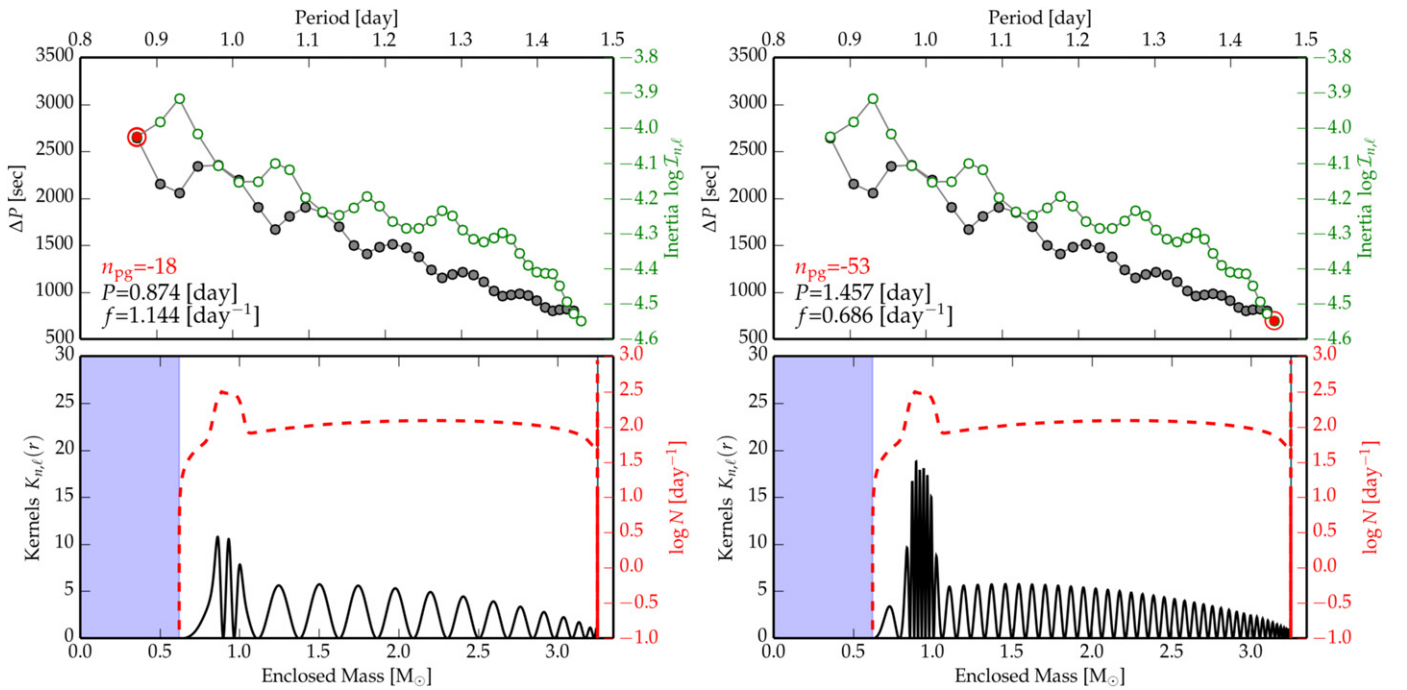 Period [day]
0.8 0.9 1.0 1.1 1.2 1.3 1.4 1.5
3500
3000
2500
2000
1500
1000
500
ΔP [sec]
−3.8
−3.9
−4.0
−4.1
−4.2
−4.3
−4.4
−4.5
−4.6
Inertia log 𝓘n,ℓ
npg=-18
P=0.874 [day]
f=1.144 [day⁻¹]
30
25
20
15
10
5
0
Kernels Kn,ℓ(r)
3.0
2.5
2.0
1.5
1.0
0.5
0.0
−0.5
−1.0
log N [day⁻¹]
0.0 0.5 1.0 1.5 2.0 2.5 3.0
Enclosed Mass [M☉]
Period [day]
0.8 0.9 1.0 1.1 1.2 1.3 1.4 1.5
3500
3000
2500
2000
1500
1000
500
ΔP [sec]
−3.8
−3.9
−4.0
−4.1
−4.2
−4.3
−4.4
−4.5
−4.6
Inertia log 𝓘n,ℓ
npg=-53
P=1.457 [day]
f=0.686 [day⁻¹]
30
25
20
15
10
5
0
Kernels Kn,ℓ(r)
3.0
2.5
2.0
1.5
1.0
0.5
0.0
−0.5
−1.0
log N [day⁻¹]
0.0 0.5 1.0 1.5 2.0 2.5 3.0
Enclosed Mass [M☉]